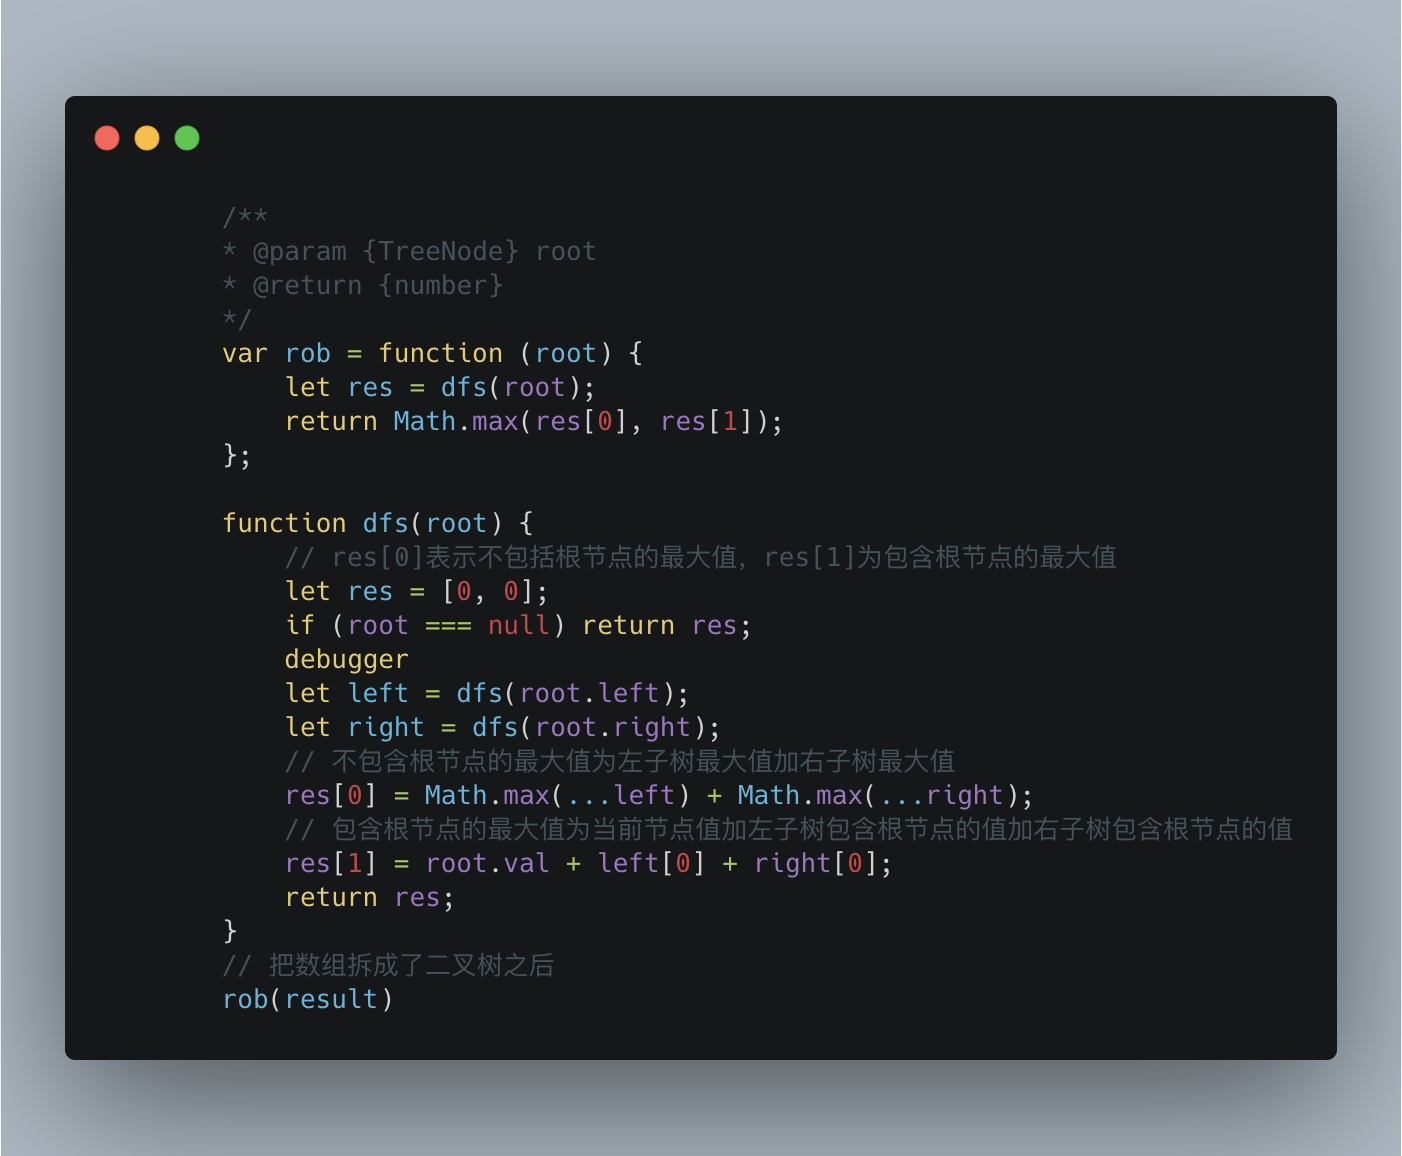 /**
* @param {TreeNode} root
* @return {number}
*/
var rob = function (root) {
    let res = dfs(root);
    return Math.max(res[0], res[1]);
};

function dfs(root) {
    // res[0]表示不包括根节点的最大值，res[1]为包含根节点的最大值
    let res = [0, 0];
    if (root === null) return res;
    debugger
    let left = dfs(root.left);
    let right = dfs(root.right);
    // 不包含根节点的最大值为左子树最大值加右子树最大值
    res[0] = Math.max(...left) + Math.max(...right);
    // 包含根节点的最大值为当前节点值加左子树包含根节点的值加右子树包含根节点的值
    res[1] = root.val + left[0] + right[0];
    return res;
}
// 把数组拆成了二叉树之后
rob(result)